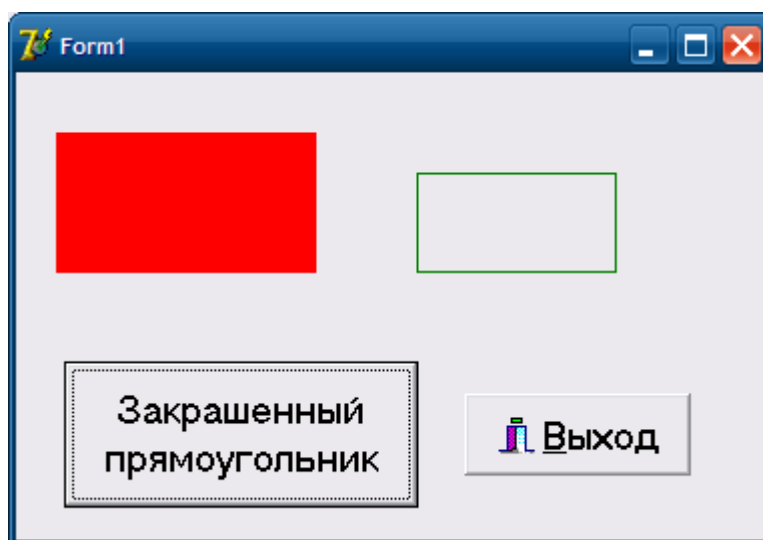 Form1
Закрашенный
прямоугольник
Выход